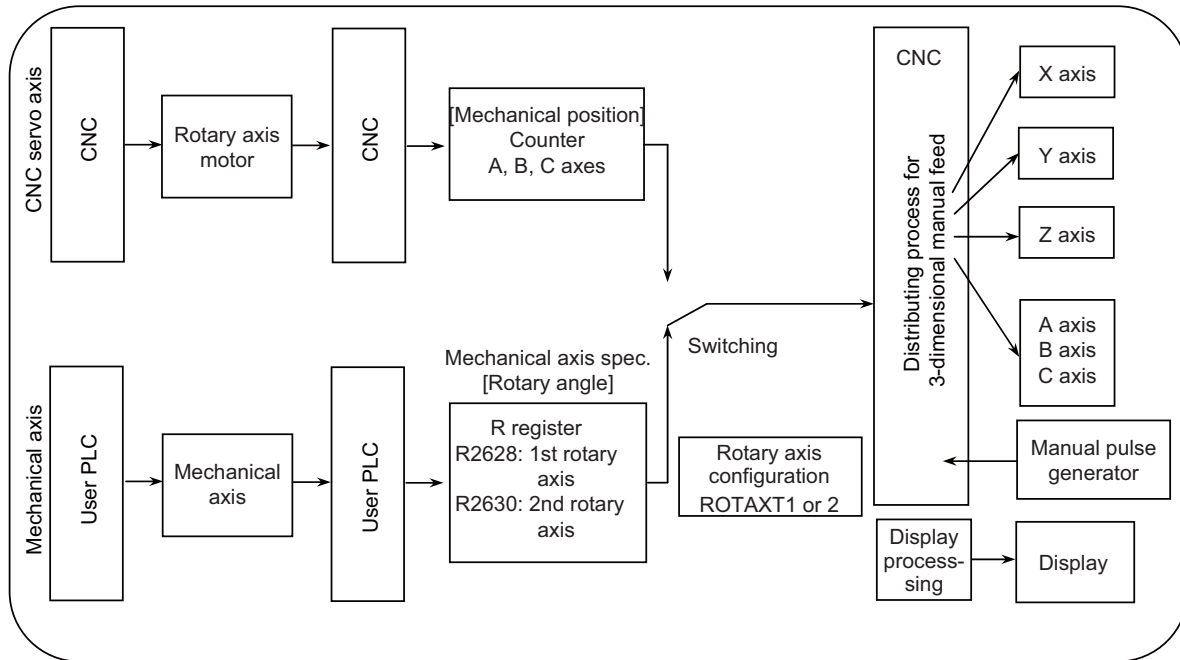 CNC servo axis
CNC
Rotary axis
motor
CNC
[Mechanical position]
Counter
A, B, C axes
Mechanical axis
User PLC
Mechanical
axis
User PLC
Mechanical axis spec.
[Rotary angle]
R register
R2628: 1st rotary
axis
R2630: 2nd rotary
axis
Switching
Rotary axis
configuration
ROTAXT1 or 2
CNC
Distributing process for
3-dimensional manual feed
X axis
Y axis
Z axis
A axis
B axis
C axis
Manual pulse
generator
Display
process-
sing
Display